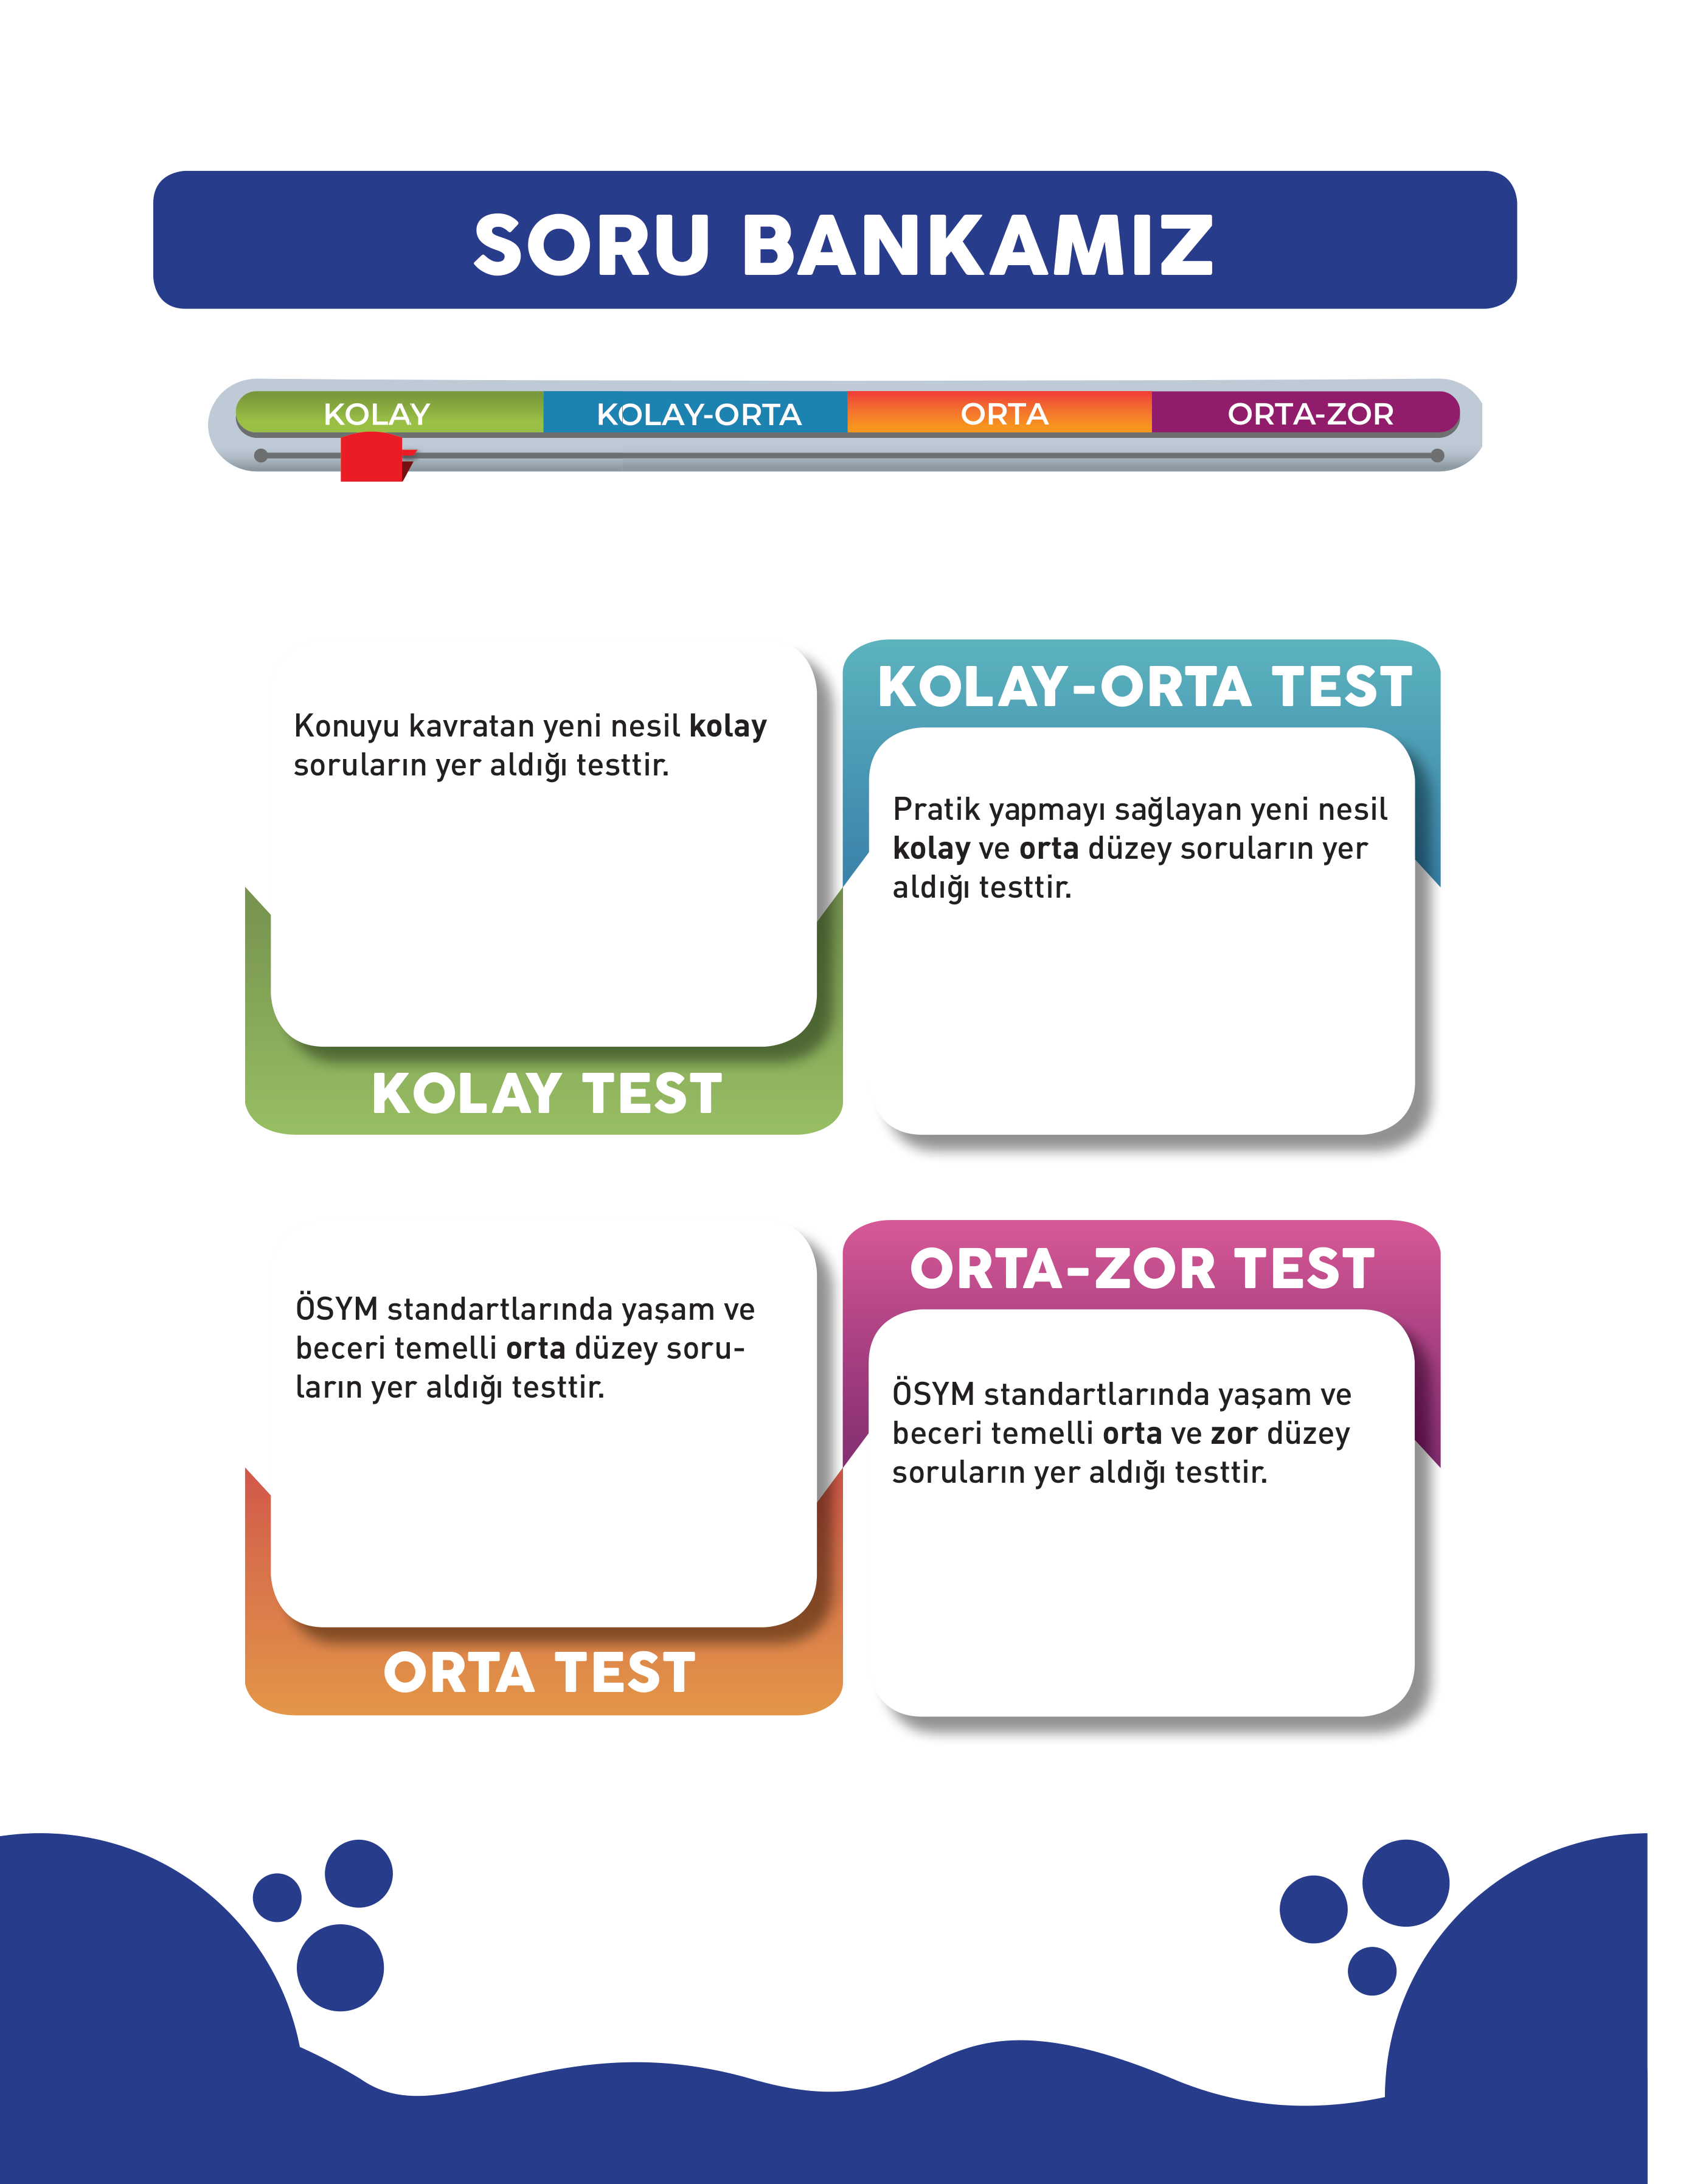 SORU BANKAMIZ
KOLAY KOLAY-ORTA ORTA ORTA-ZOR
Konuyu kavratan yeni nesil kolay
soruların yer aldığı testtir.
KOLAY TEST
KOLAY-ORTA TEST
Pratik yapmayı sağlayan yeni nesil
kolay ve orta düzey soruların yer
aldığı testtir.
ÖSYM standartlarında yaşam ve
beceri temelli orta düzey soru-
ların yer aldığı testtir.
ORTA TEST
ORTA-ZOR TEST
ÖSYM standartlarında yaşam ve
beceri temelli orta ve zor düzey
soruların yer aldığı testtir.